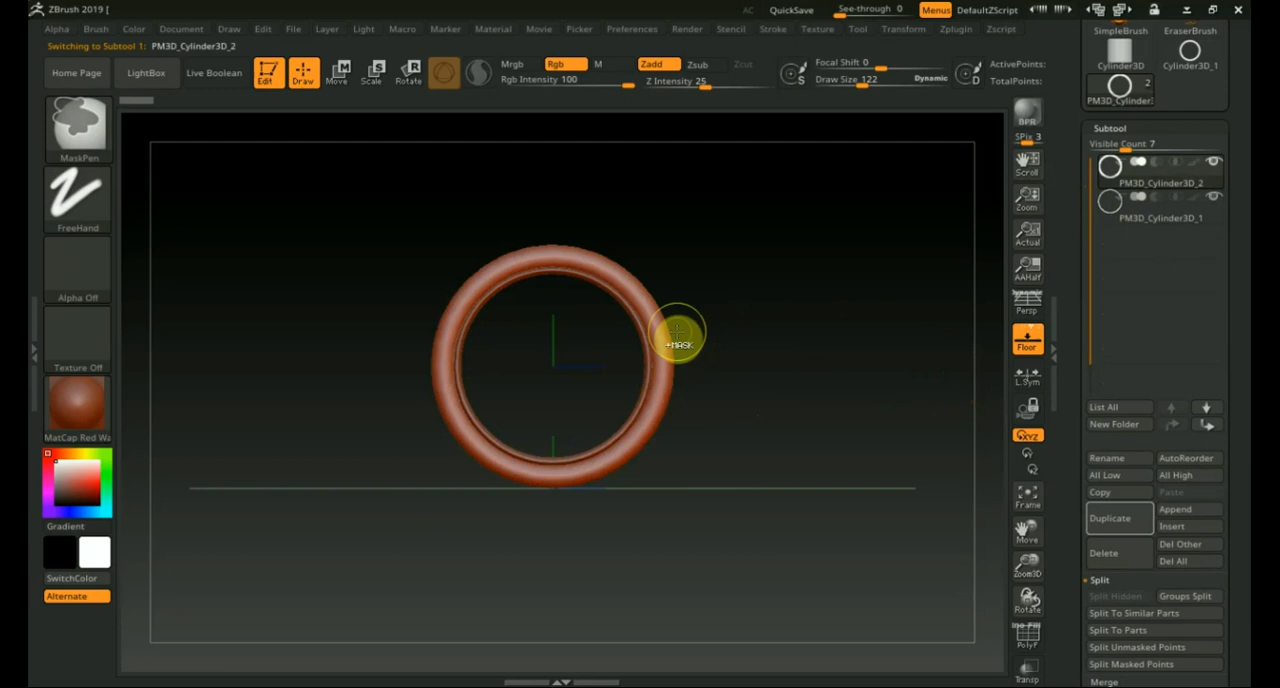 ZBrush 2019 [
AC QuickSave See-through 0 Menus DefaultZScript
Alpha Brush Color Document Draw Edit File Layer Light Macro Marker Material Movie Picker Preferences Render Stencil Stroke Texture Tool Transform Zplugin Zscript
Switching to Subtool 1: PM3D_Cylinder3D_2
Home Page LightBox Live Boolean Edit Draw Move Scale Rotate
Mrgb Rgb M Zadd Zsub Zcut Focal Shift 0 ActivePoints:
Rgb Intensity 100 Z Intensity 25 S Draw Size 122 Dynamic D TotalPoints:
MaskPen
FreeHand
Alpha Off
Texture Off
MatCap Red Wa
Gradient
SwitchColor
Alternate
+MASK
BPR
SPix 3
Scroll
Zoom
Actual
AAHalf
Dynamic
Persp
Floor
L.Sym
XYZ
Frame
Move
Zoom3D
Rotate
PolyF
Transp
SimpleBrush EraserBrush
Cylinder3D Cylinder3D_1
2
PM3D_Cylinder3
Subtool
Visible Count 7
PM3D_Cylinder3D_2
PM3D_Cylinder3D_1
List All
New Folder
Rename AutoReorder
All Low All High
Copy Paste
Duplicate Append
Insert
Delete Del Other
Del All
Split
Split Hidden Groups Split
Split To Similar Parts
Split To Parts
Split Unmasked Points
Split Masked Points
Merge